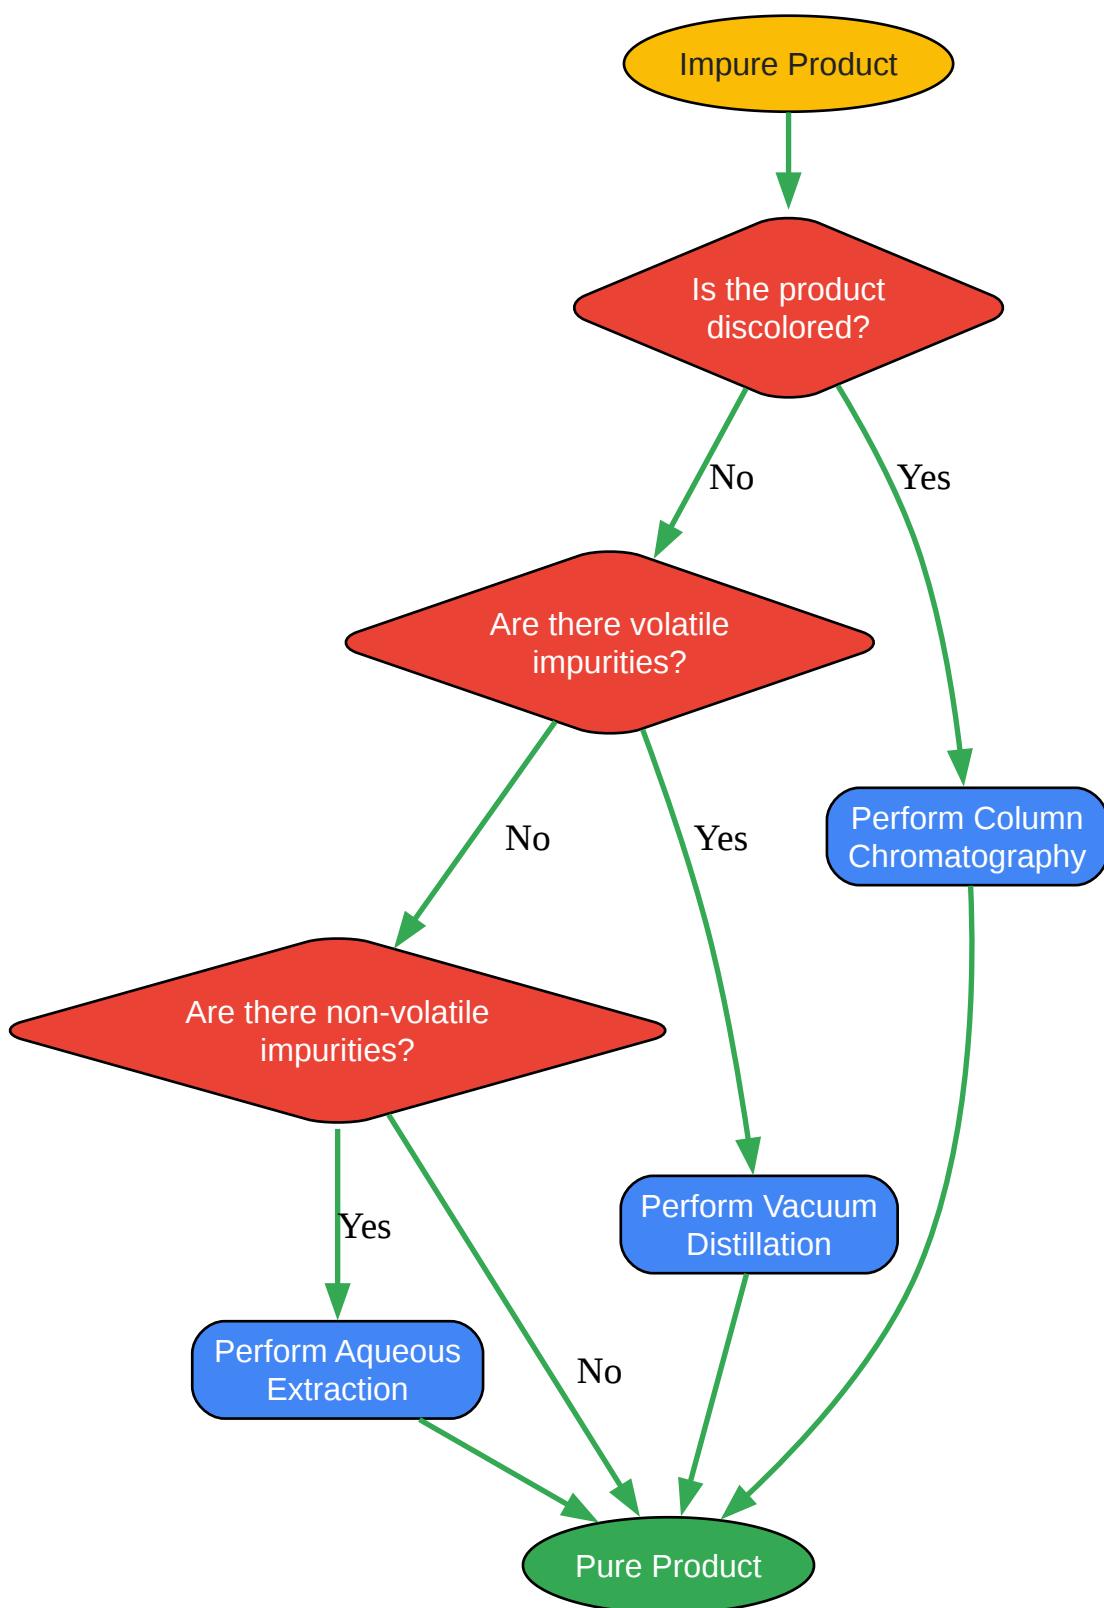 Impure Product
Is the product
discolored?
No
Yes
Are there volatile
impurities?
No
Yes
Perform Column
Chromatography
Are there non-volatile
impurities?
Yes
Perform Vacuum
Distillation
Perform Aqueous
Extraction
No
Pure Product